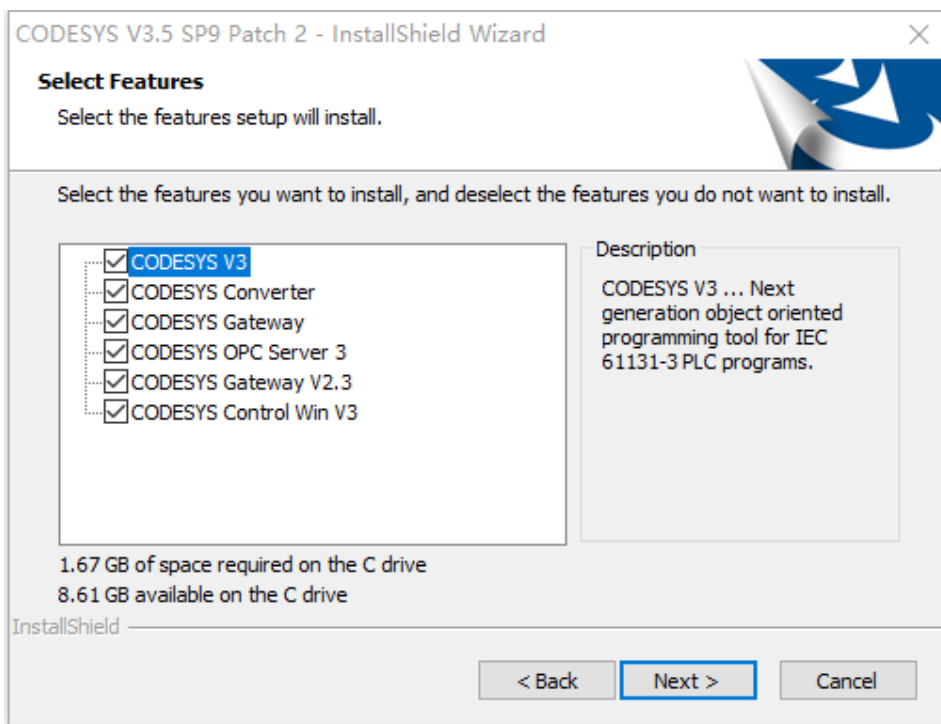 CODESYS V3.5 SP9 Patch 2 - InstallShield Wizard
Select Features
Select the features setup will install.
Select the features you want to install, and deselect the features you do not want to install.
CODESYS V3
CODESYS Converter
CODESYS Gateway
CODESYS OPC Server 3
CODESYS Gateway V2.3
CODESYS Control Win V3
Description
CODESYS V3 ... Next
generation object oriented
programming tool for IEC
61131-3 PLC programs.
1.67 GB of space required on the C drive
8.61 GB available on the C drive
InstallShield
< Back
Next >
Cancel